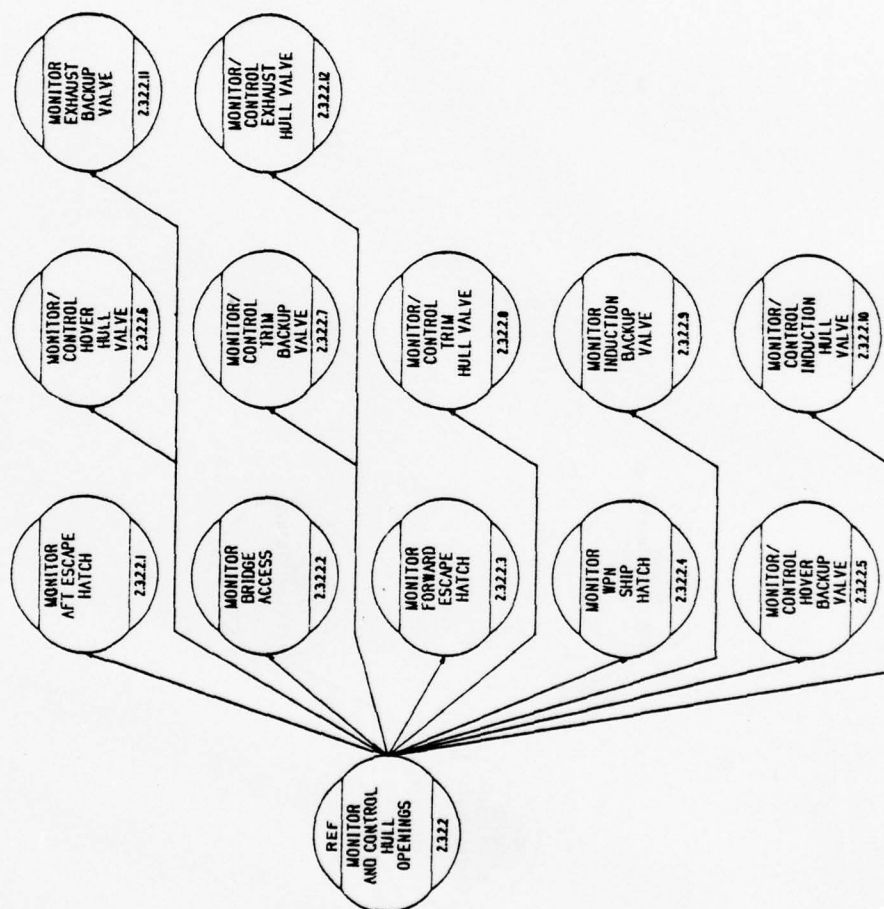 REF
MONITOR
AND CONTROL
HULL
OPENINGS
2.3.2.2
MONITOR
AFT ESCAPE
HATCH
2.3.2.2.1
MONITOR
BRIDGE
ACCESS
2.3.2.2.2
MONITOR
FORWARD
ESCAPE
HATCH
2.3.2.2.3
MONITOR
WPN
SHIP
HATCH
2.3.2.2.4
MONITOR/
CONTROL
HOVER
BACKUP
VALVE
2.3.2.2.5
MONITOR/
CONTROL
HOVER
HULL
VALVE
2.3.2.2.6
MONITOR/
CONTROL
TRIM
BACKUP
VALVE
2.3.2.2.7
MONITOR/
CONTROL
TRIM
HULL VALVE
2.3.2.2.8
MONITOR
INDUCTION
BACKUP
VALVE
2.3.2.2.9
MONITOR/
CONTROL
INDUCTION
HULL
VALVE
2.3.2.2.10
MONITOR
EXHAUST
BACKUP
VALVE
2.3.2.2.11
MONITOR/
CONTROL
EXHAUST
HULL VALVE
2.3.2.2.12